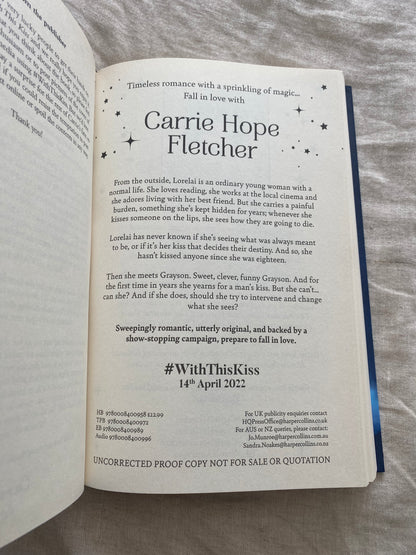 from the publisher
Thank you!
Timeless romance with a sprinkling of magic...
Fall in love with
Carrie Hope
Fletcher
From the outside, Lorelai is an ordinary young woman with a
normal life. She loves reading, she works at the local cinema and
she adores living with her best friend. But she carries a painful
burden, something she's kept hidden for years; whenever she
kisses someone on the lips, she sees how they are going to die.
Lorelai has never known if she's seeing what was always meant
to be, or if it's her kiss that decides their destiny. And so, she
hasn't kissed anyone since she was eighteen.
Then she meets Grayson. Sweet, clever, funny Grayson. And for
the first time in years she yearns for a man's kiss. But she can't...
can she? And if she does, should she try to intervene and change
what she sees?
Sweepingly romantic, utterly original, and backed by a
show-stopping campaign, prepare to fall in love.
#WithThisKiss
14th April 2022
HB 9780008400958 £12.99
TPB 9780008400972
EB 9780008400989
Audio 9780008400996
For UK publicity enquiries contact
HQPressOffice@harpercollins.co.uk
For AUS or NZ queries, please contact:
Jo.Munroe@harpercollins.com.au
Sandra.Noakes@harpercollins.co.nz
UNCORRECTED PROOF COPY NOT FOR SALE OR QUOTATION